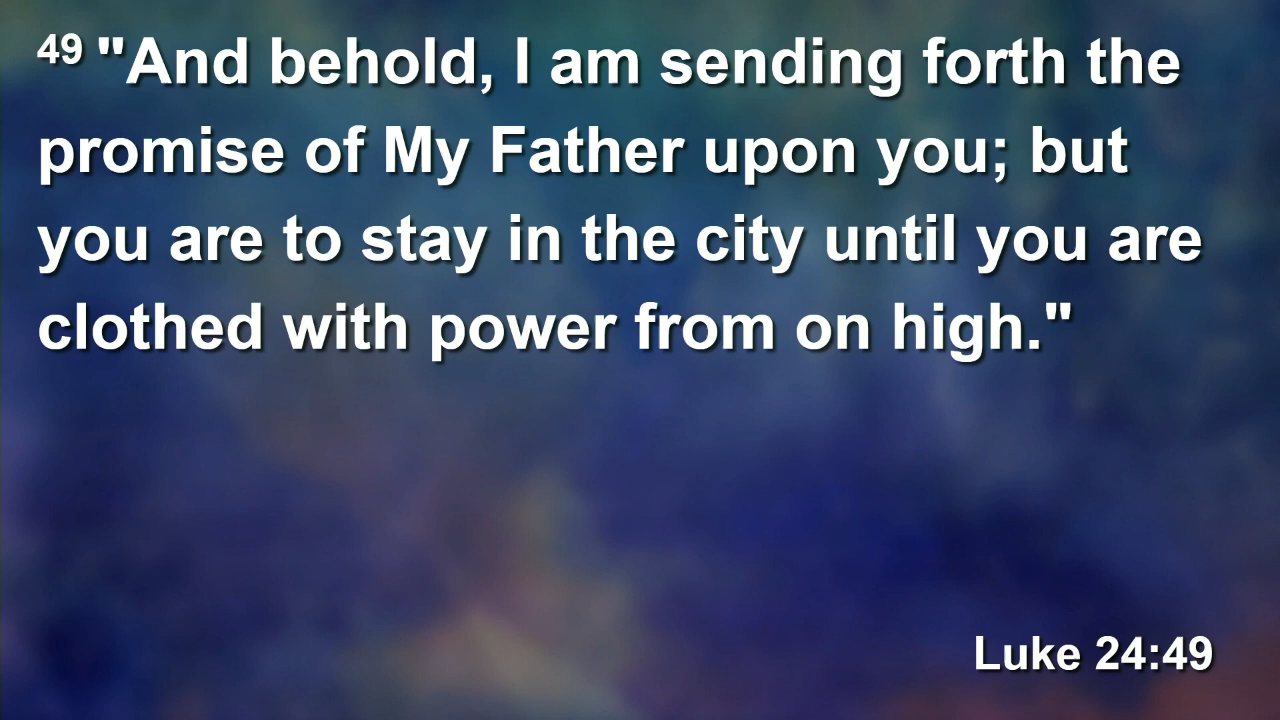 49 "And behold, I am sending forth the
promise of My Father upon you; but
you are to stay in the city until you are
clothed with power from on high."
Luke 24:49